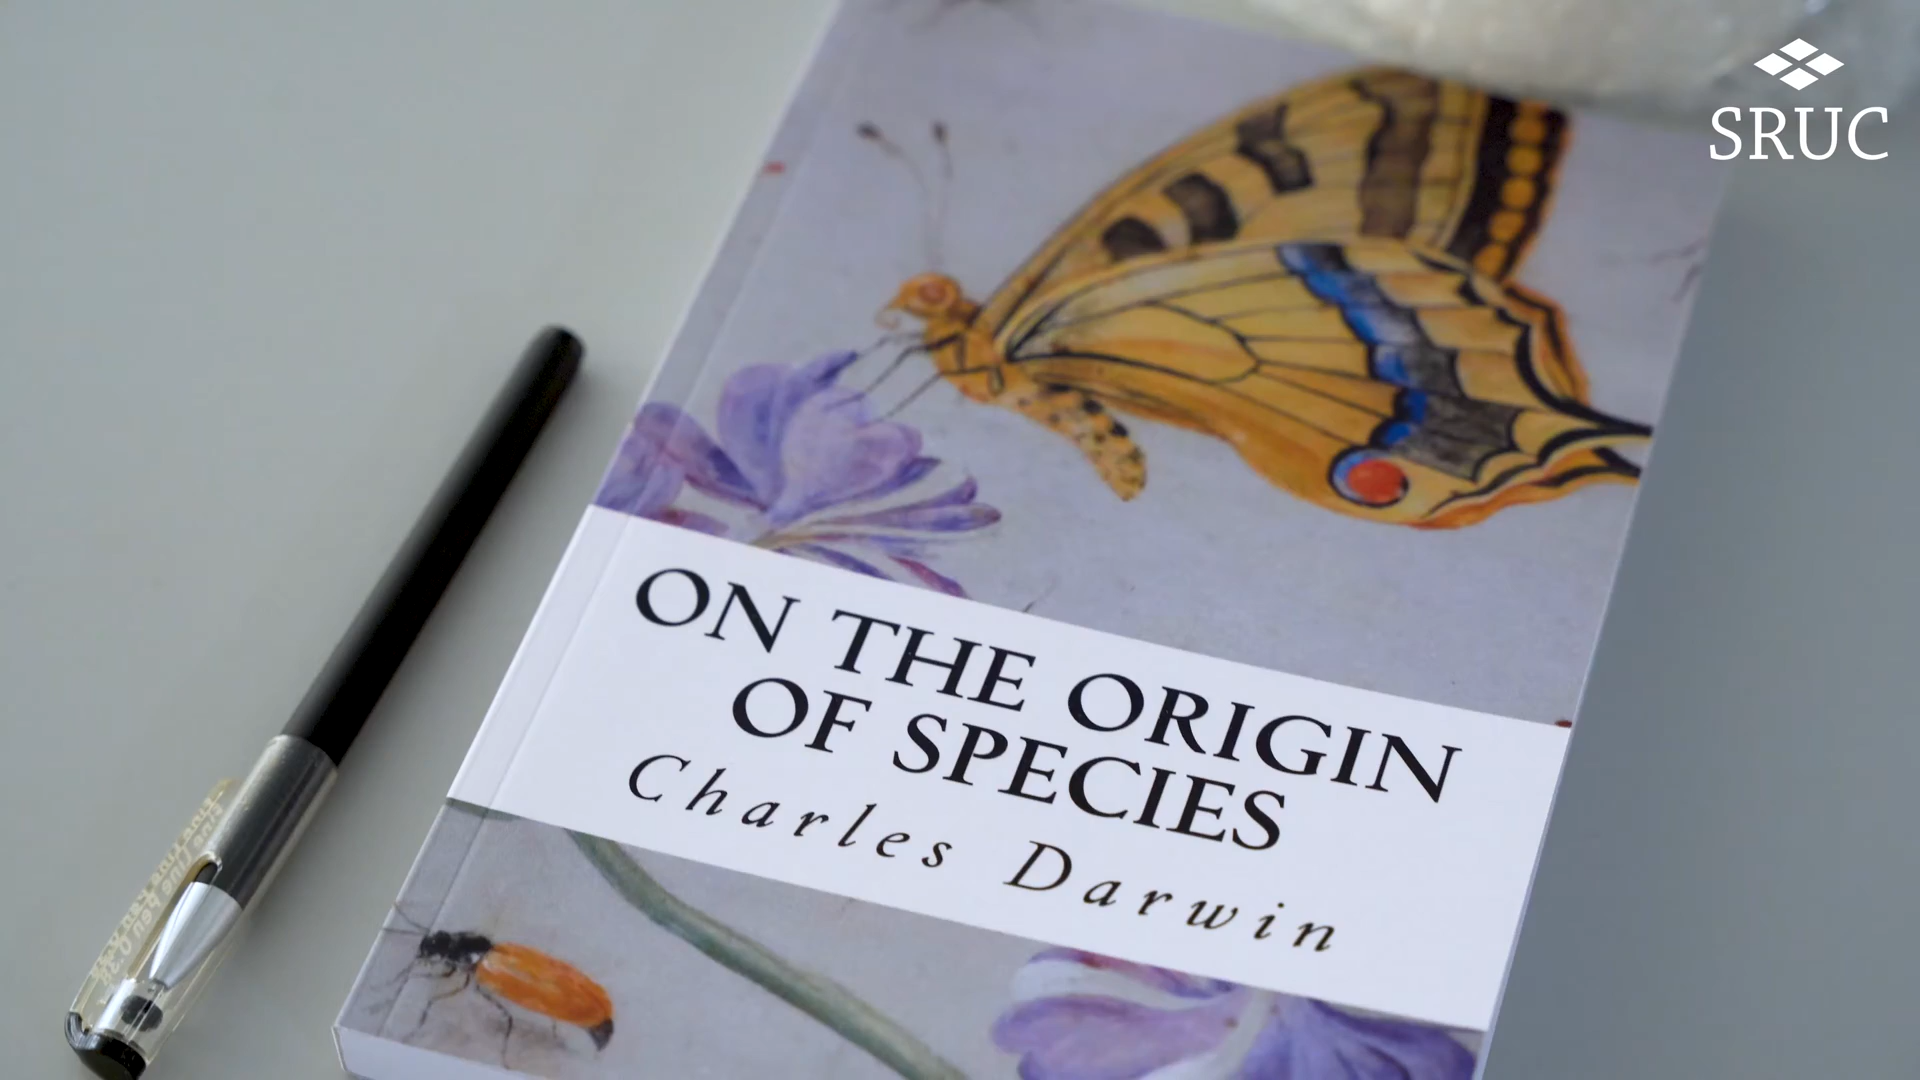 SRUC
ON THE ORIGIN
OF SPECIES
Charles Darwin